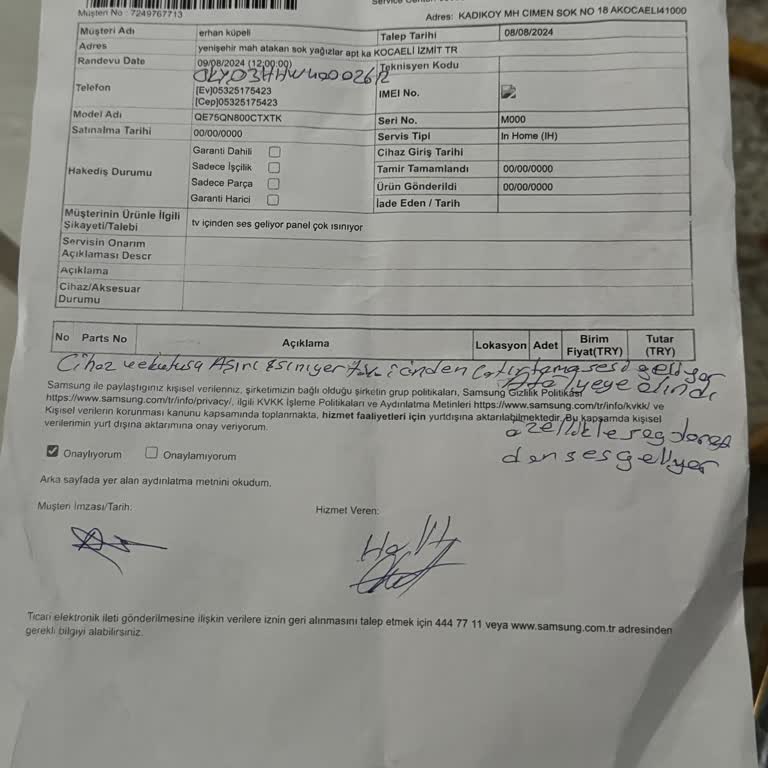 Müşteri No : 7249767713
Adres: KADIKOY MH CIMEN SOK NO 18 AKOCAELI41000
Müşteri Adı erhan küpeli Talep Tarihi 08/08/2024
Adres yenişehir mah atakan sok yağızlar apt ka KOCAELİ İZMİT TR
Randevu Date 09/08/2024 (12:00:00) Teknisyen Kodu
Telefon [Ev]05325175423 IMEI No.
[Cep]05325175423
Model Adı QE75QN800CTXTK Seri No. M000
Satınalma Tarihi 00/00/0000 Servis Tipi In Home (IH)
Hakediş Durumu Garanti Dahili Cihaz Giriş Tarihi
Sadece İşçilik Tamir Tamamlandı 00/00/0000
Sadece Parça Ürün Gönderildi 00/00/0000
Garanti Harici İade Eden / Tarih
Müşterinin Ürünle İlgili Şikayeti/Talebi tv içinden ses geliyor panel çok ısınıyor
Servisin Onarım
Açıklaması Descr
Açıklama
Cihaz/Aksesuar
Durumu
No Parts No Açıklama Lokasyon Adet Birim Fiyat(TRY) Tutar (TRY)
Cihaz ve kutusu Aşırı ısınıyer içinden çatırtama sesi geliyor
Atölyeye alındı
Samsung ile paylaştığınız kişisel verileriniz, şirketimizin bağlı olduğu şirketin grup politikaları, Samsung Gizlilik Politikası
https://www.samsung.com/tr/info/privacy/, ilgili KVKK İşleme Politikaları ve Aydınlatma Metinleri https://www.samsung.com/tr/info/kvkk/ ve
Kişisel verilerin korunması kanunu kapsamında toplanmakta, hizmet faaliyetleri için yurtdışına aktarılabilmektedir. Bu kapsamda kişisel
verilerimin yurt dışına aktarımına onay veriyorum.
özellikle sağ
den ses geliyer
Onaylıyorum Onaylamıyorum
Arka sayfada yer alan aydınlatma metnini okudum.
Müşteri İmzası/Tarih: Hizmet Veren:
Ticari elektronik ileti gönderilmesine ilişkin verilere iznin geri alınmasını talep etmek için 444 77 11 veya www.samsung.com.tr adresinden
gerekli bilgiyi alabilirsiniz.